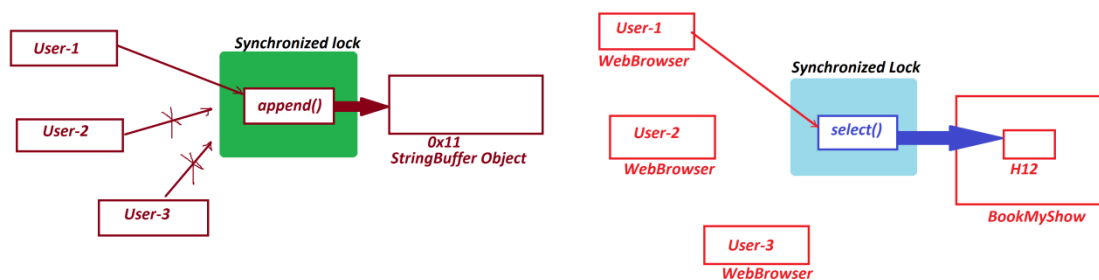 User-1
Synchronized lock
append()
User-2
0x11
StringBuffer Object
User-3
User-1
WebBrowser
Synchronized Lock
User-2
select()
WebBrowser
H12
BookMyShow
User-3
WebBrowser